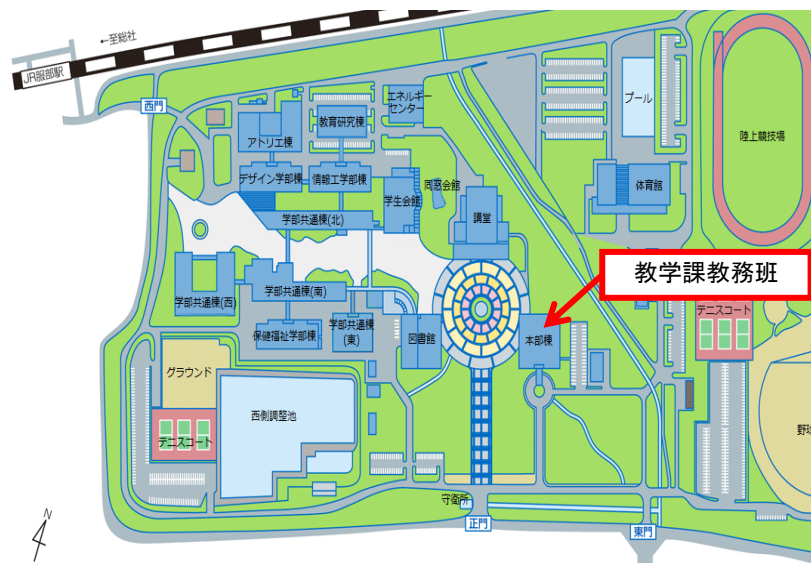 ←至総社
JR服部駅
西門
エネルギー
センター
プール
教育研究棟
アトリエ棟
陸上競技場
デザイン学部棟
情報工学部棟
同窓会館
体育館
学生会館
講堂
学部共通棟(北)
教学課教務班
学部共通棟(南)
学部共通棟(西)
テニスコート
学部共通棟
(東)
保健福祉学部棟
図書館
本部棟
グラウンド
西側調整池
テニスコート
野球
守衛所
正門
東門
N